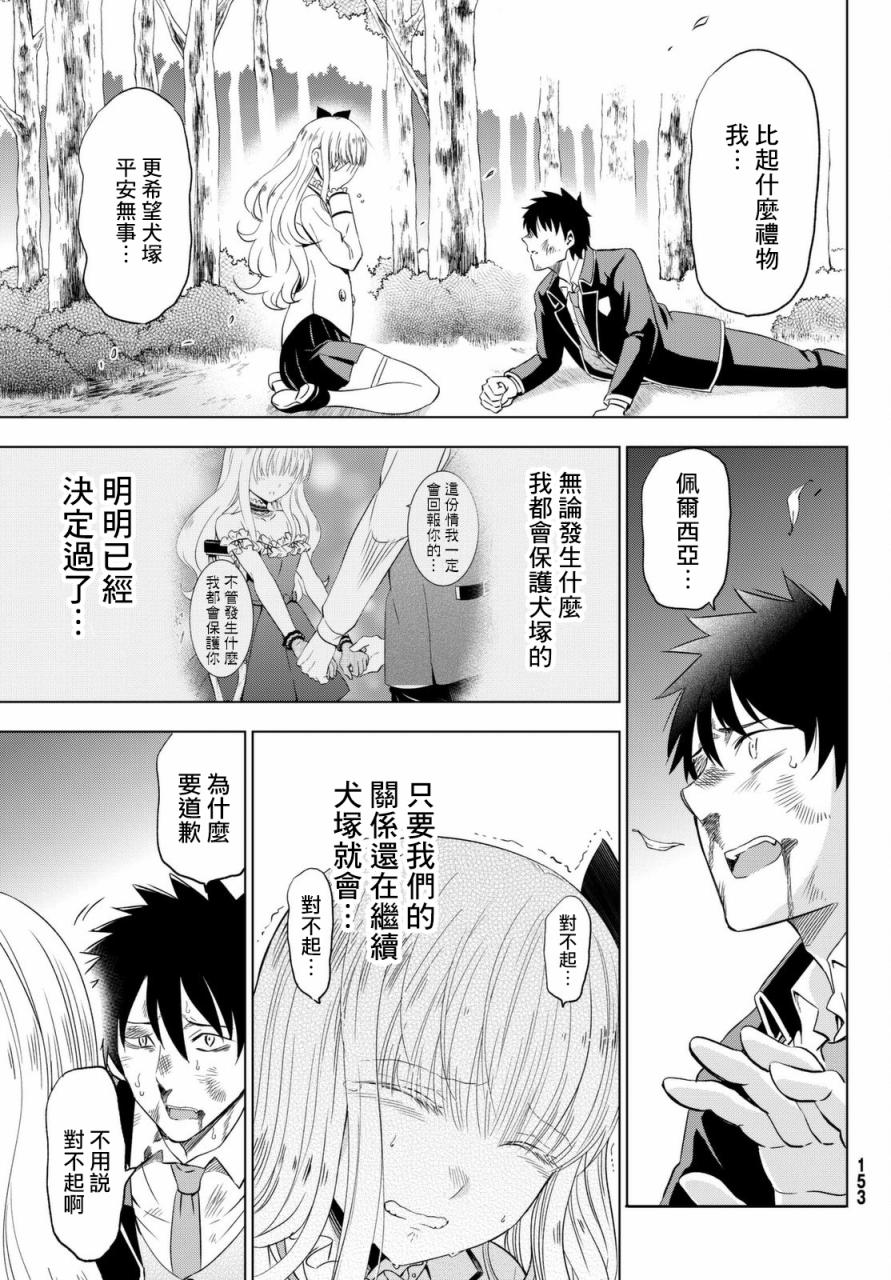 比起什麼禮物
我…
更希望犬塚
平安無事…
佩爾西亞…
無論發生什麼
我都會保護犬塚的
這份情我一定
會回報你的…
不管發生什麼
我都會保護你
明明已經
決定過了…
只要我們的
關係還在繼續
犬塚就會…
對不起…
對不起…
為什麼
要道歉
不用說
對不起啊
153